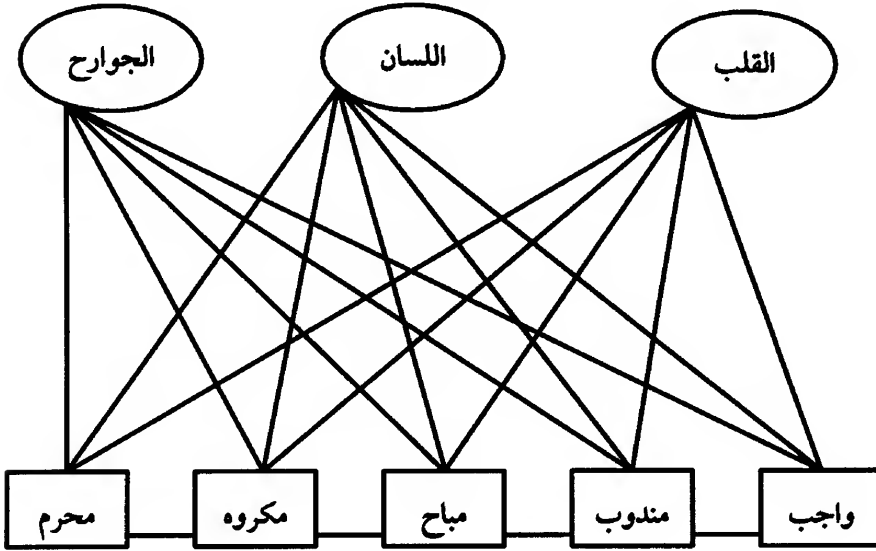 القلب
اللسان
الجوارح
واجب
مندوب
مباح
مكروه
محرم